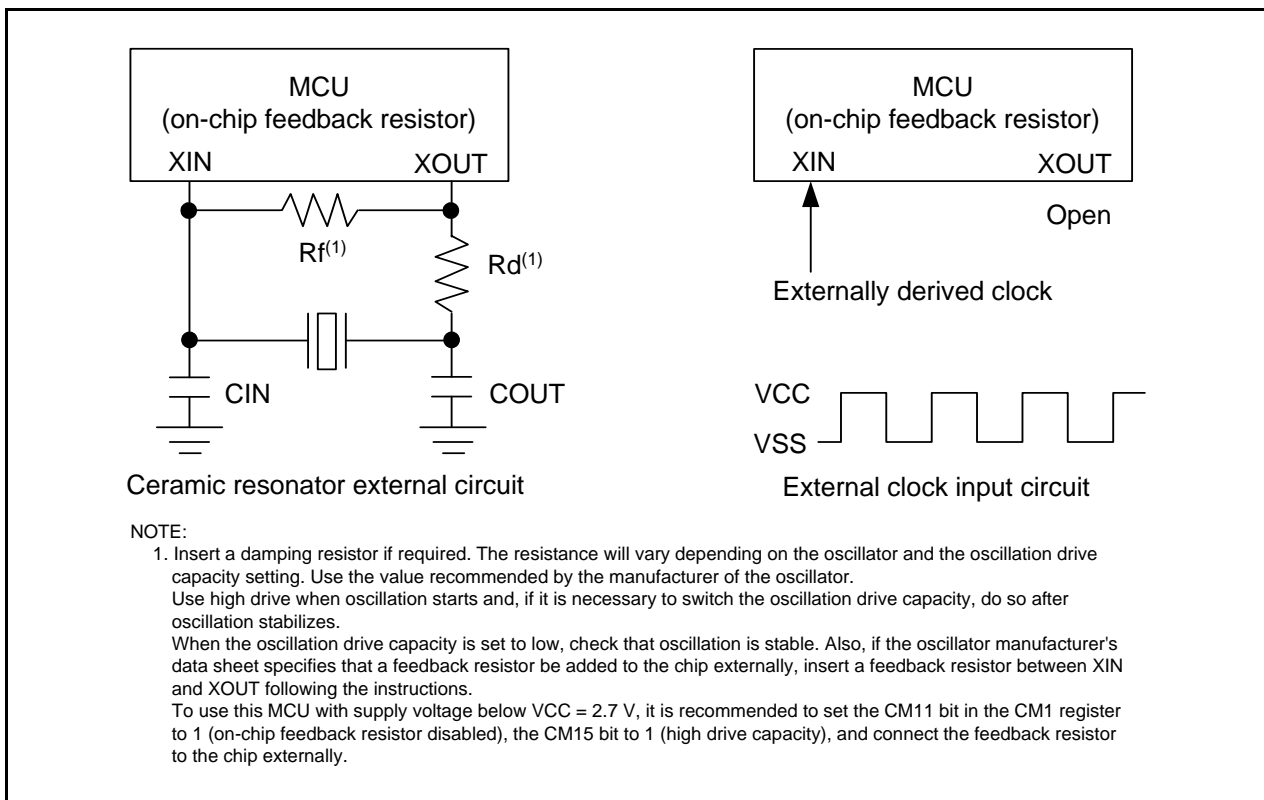 MCU
(on-chip feedback resistor)
XIN
XOUT
Rf(1)
Rd(1)
CIN
COUT
Ceramic resonator external circuit
MCU
(on-chip feedback resistor)
XIN
XOUT
Open
Externally derived clock
VCC
VSS
External clock input circuit
NOTE:
1. Insert a damping resistor if required. The resistance will vary depending on the oscillator and the oscillation drive
capacity setting. Use the value recommended by the manufacturer of the oscillator.
Use high drive when oscillation starts and, if it is necessary to switch the oscillation drive capacity, do so after
oscillation stabilizes.
When the oscillation drive capacity is set to low, check that oscillation is stable. Also, if the oscillator manufacturer's
data sheet specifies that a feedback resistor be added to the chip externally, insert a feedback resistor between XIN
and XOUT following the instructions.
To use this MCU with supply voltage below VCC = 2.7 V, it is recommended to set the CM11 bit in the CM1 register
to 1 (on-chip feedback resistor disabled), the CM15 bit to 1 (high drive capacity), and connect the feedback resistor
to the chip externally.